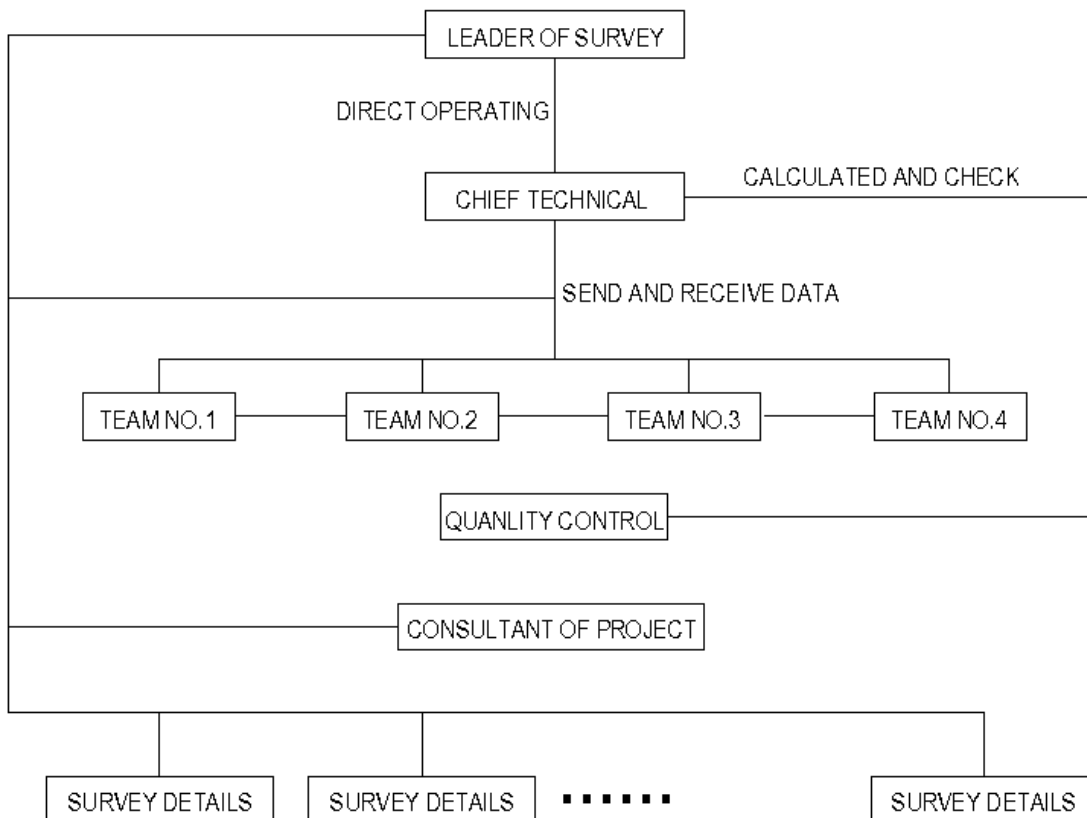 LEADER OF SURVEY
DIRECT OPERATING
CALCULATED AND CHECK
CHIEF TECHNICAL
SEND AND RECEIVE DATA
TEAM NO.1
TEAM NO.2
TEAM NO.3
TEAM NO.4
QUANLITY CONTROL
CONSULTANT OF PROJECT
SURVEY DETAILS
SURVEY DETAILS
......
SURVEY DETAILS